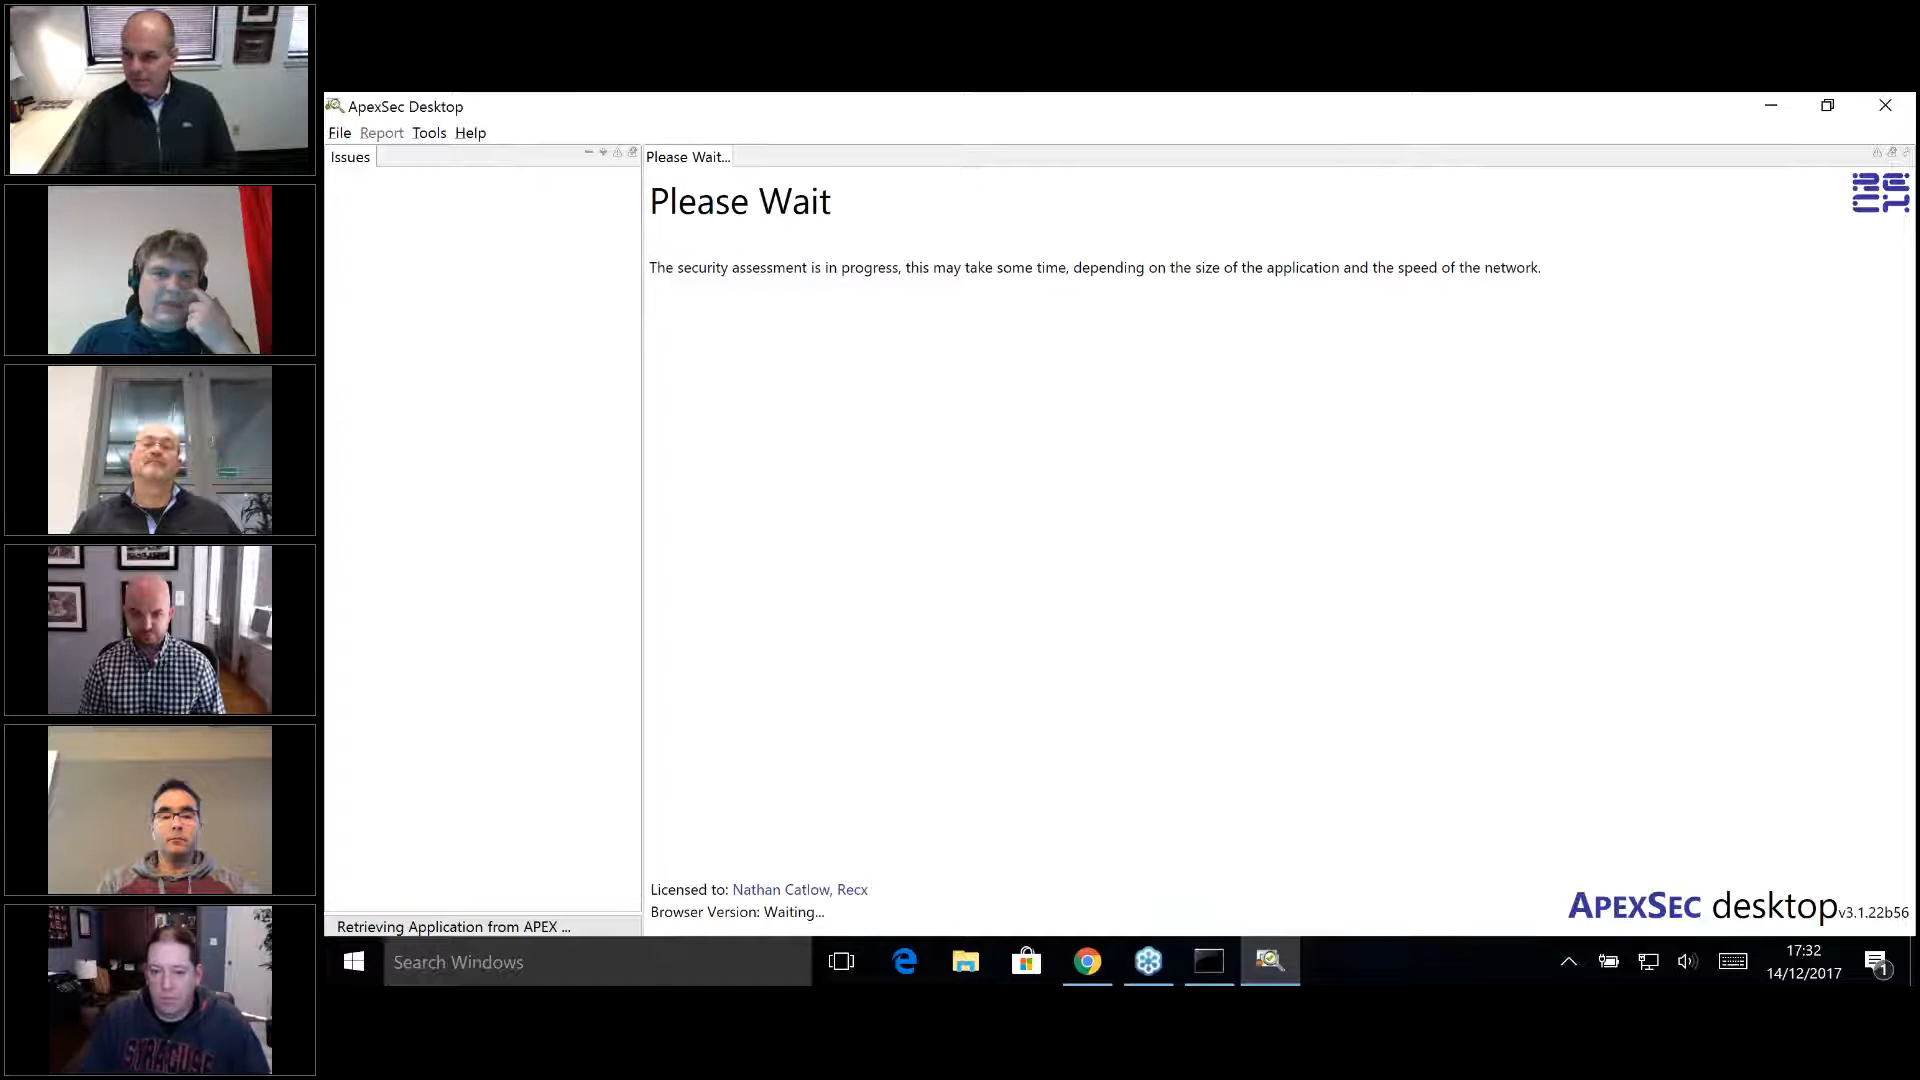 ApexSec Desktop
File Report Tools Help
Issues
Please Wait...
Please Wait
The security assessment is in progress, this may take some time, depending on the size of the application and the speed of the network.
Licensed to: Nathan Catlow, Recx
Browser Version: Waiting...
APEXSEC desktop v3.1.22b56
Retrieving Application from APEX ...
Search Windows
17:32
14/12/2017
1
SYRACUSE